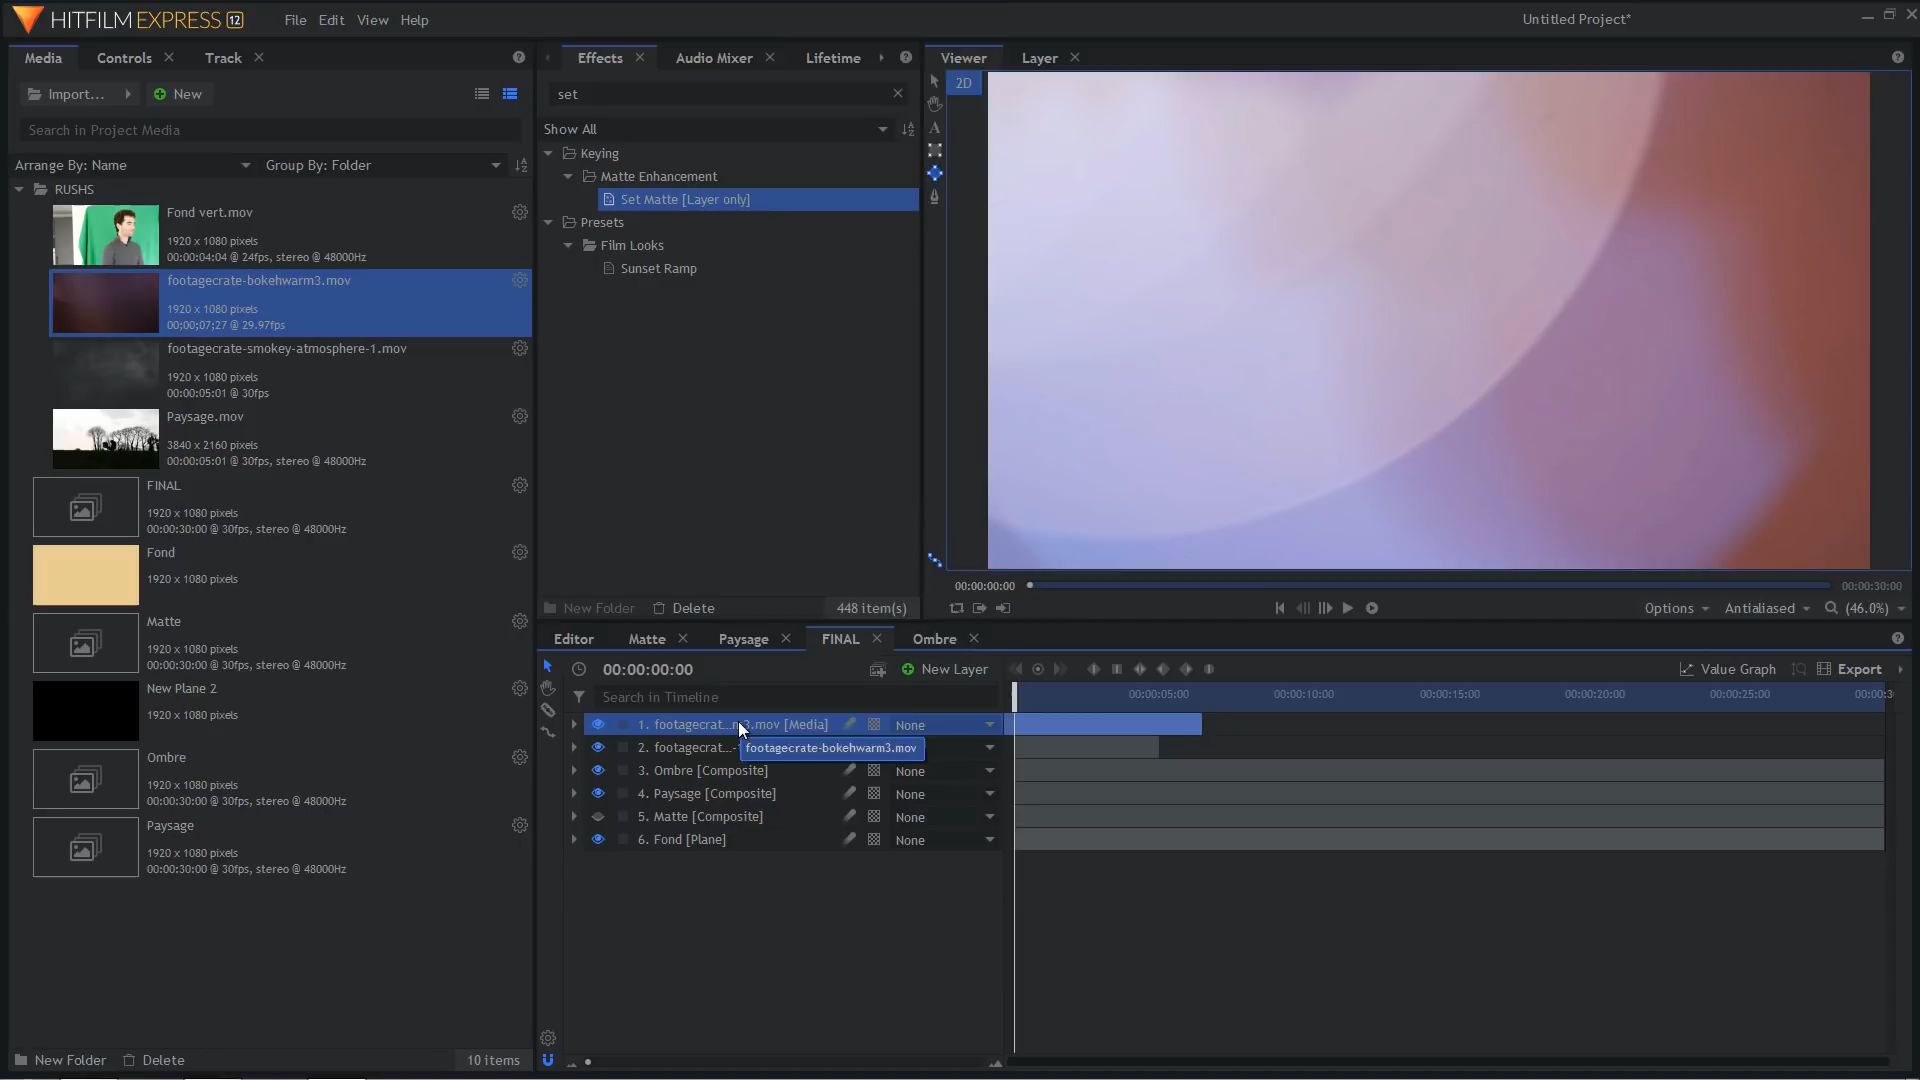 HITFILM EXPRESS 12
File Edit View Help
Untitled Project*
Media Controls Track
Import... New
Search in Project Media
Arrange By: Name Group By: Folder
RUSHS
Fond vert.mov
1920 x 1080 pixels
00:00:04:04 @ 24fps, stereo @ 48000Hz
footagecrate-bokehwarm3.mov
1920 x 1080 pixels
00;00;07;27 @ 29.97fps
footagecrate-smokey-atmosphere-1.mov
1920 x 1080 pixels
00:00:05:01 @ 30fps
Paysage.mov
3840 x 2160 pixels
00:00:05:01 @ 30fps, stereo @ 48000Hz
FINAL
1920 x 1080 pixels
00:00:30:00 @ 30fps, stereo @ 48000Hz
Fond
1920 x 1080 pixels
Matte
1920 x 1080 pixels
00:00:30:00 @ 30fps, stereo @ 48000Hz
New Plane 2
1920 x 1080 pixels
Ombre
1920 x 1080 pixels
00:00:30:00 @ 30fps, stereo @ 48000Hz
Paysage
1920 x 1080 pixels
00:00:30:00 @ 30fps, stereo @ 48000Hz
New Folder Delete 10 items
Effects Audio Mixer Lifetime
set
Show All
Keying
Matte Enhancement
Set Matte [Layer only]
Presets
Film Looks
Sunset Ramp
New Folder Delete 448 item(s)
Viewer Layer
2D
00:00:00:00 00:00:30:00
Options Antialiased (46.0%)
Editor Matte Paysage FINAL Ombre
00:00:00:00 New Layer Value Graph Export
Search in Timeline
00:00:05:00 00:00:10:00 00:00:15:00 00:00:20:00 00:00:25:00 00:00:3
1. footagecrat...m3.mov [Media] None
2. footagecrat...-
footagecrate-bokehwarm3.mov
3. Ombre [Composite] None
4. Paysage [Composite] None
5. Matte [Composite] None
6. Fond [Plane] None